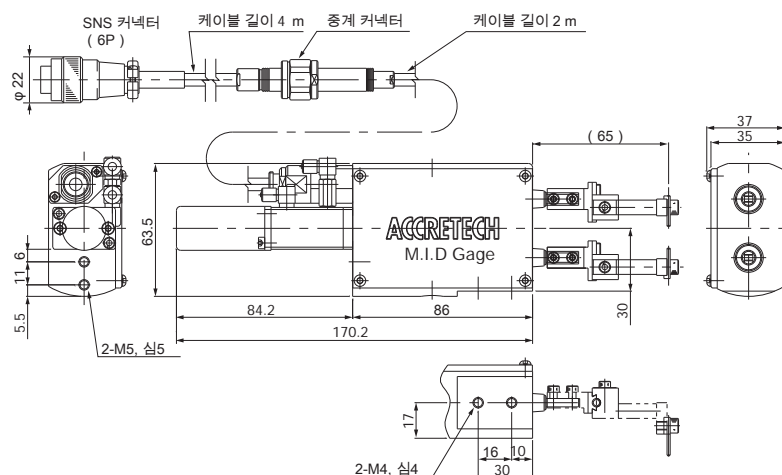 SNS 커넥터
( 6P )
케이블 길이 4 m
중계 커넥터
케이블 길이 2 m
φ 22
( 65 )
37
35
63.5
ACCRETECH
M.I.D Gage
6
11
5.5
30
84.2
86
170.2
2-M5, 심5
17
16
10
30
2-M4, 심4